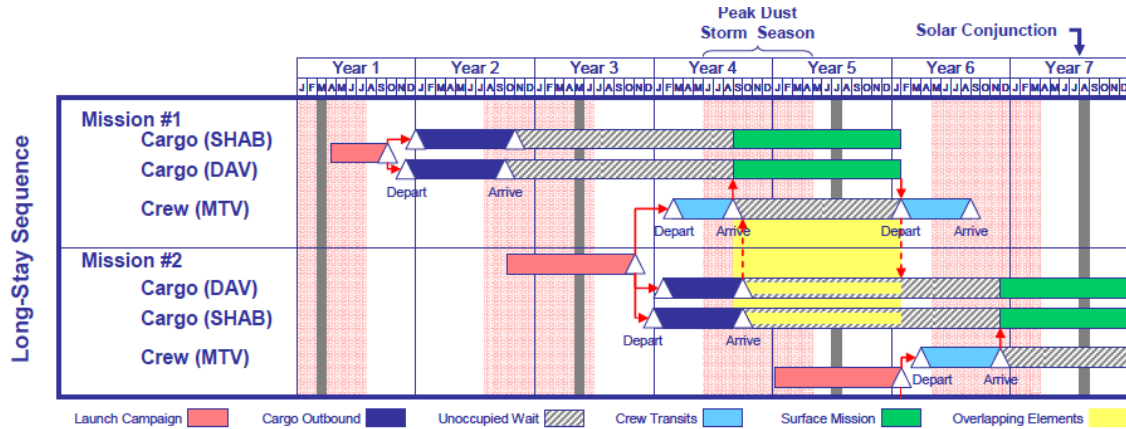 Peak Dust
Storm Season
Solar Conjunction
Year 1 Year 2 Year 3 Year 4 Year 5 Year 6 Year 7
J F M A M J J A S O N D J F M A M J J A S O N D J F M A M J J A S O N D J F M A M J J A S O N D J F M A M J J A S O N D J F M A M J J A S O N D J F M A M J J A S O N D
Long-Stay Sequence
Mission #1
Cargo (SHAB)
Cargo (DAV)
Depart Arrive
Crew (MTV)
Depart Arrive Depart Arrive
Mission #2
Cargo (DAV)
Cargo (SHAB)
Depart Arrive
Crew (MTV)
Depart Arrive
Launch Campaign Cargo Outbound Unoccupied Wait Crew Transits Surface Mission Overlapping Elements